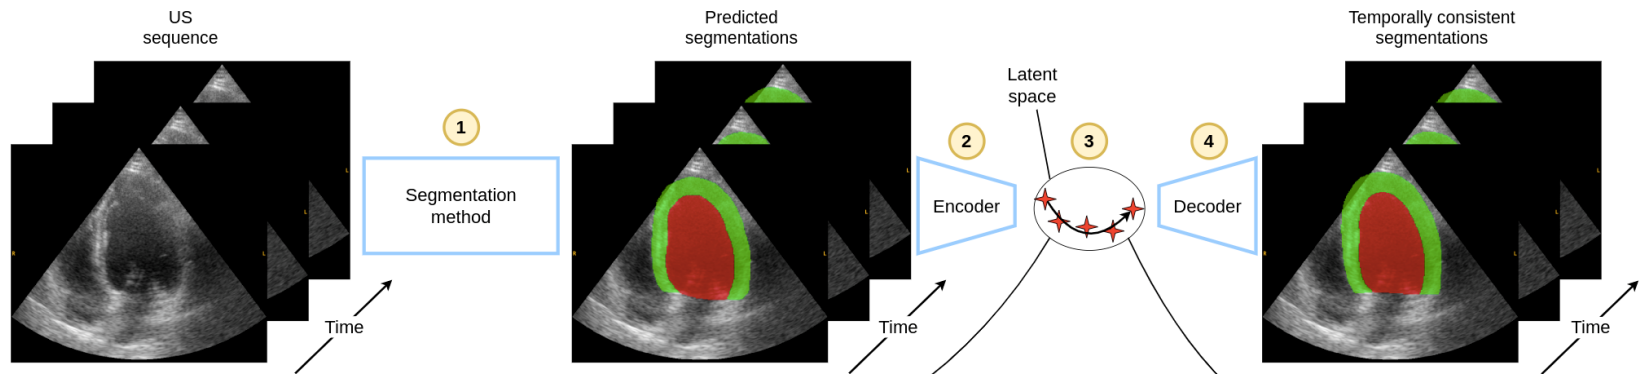 US
sequence
Predicted
segmentations
Temporally consistent
segmentations
Latent
space
1
2
3
4
Segmentation
method
Encoder
Decoder
L
L
L
L
L
R
R
Time
Time
Time